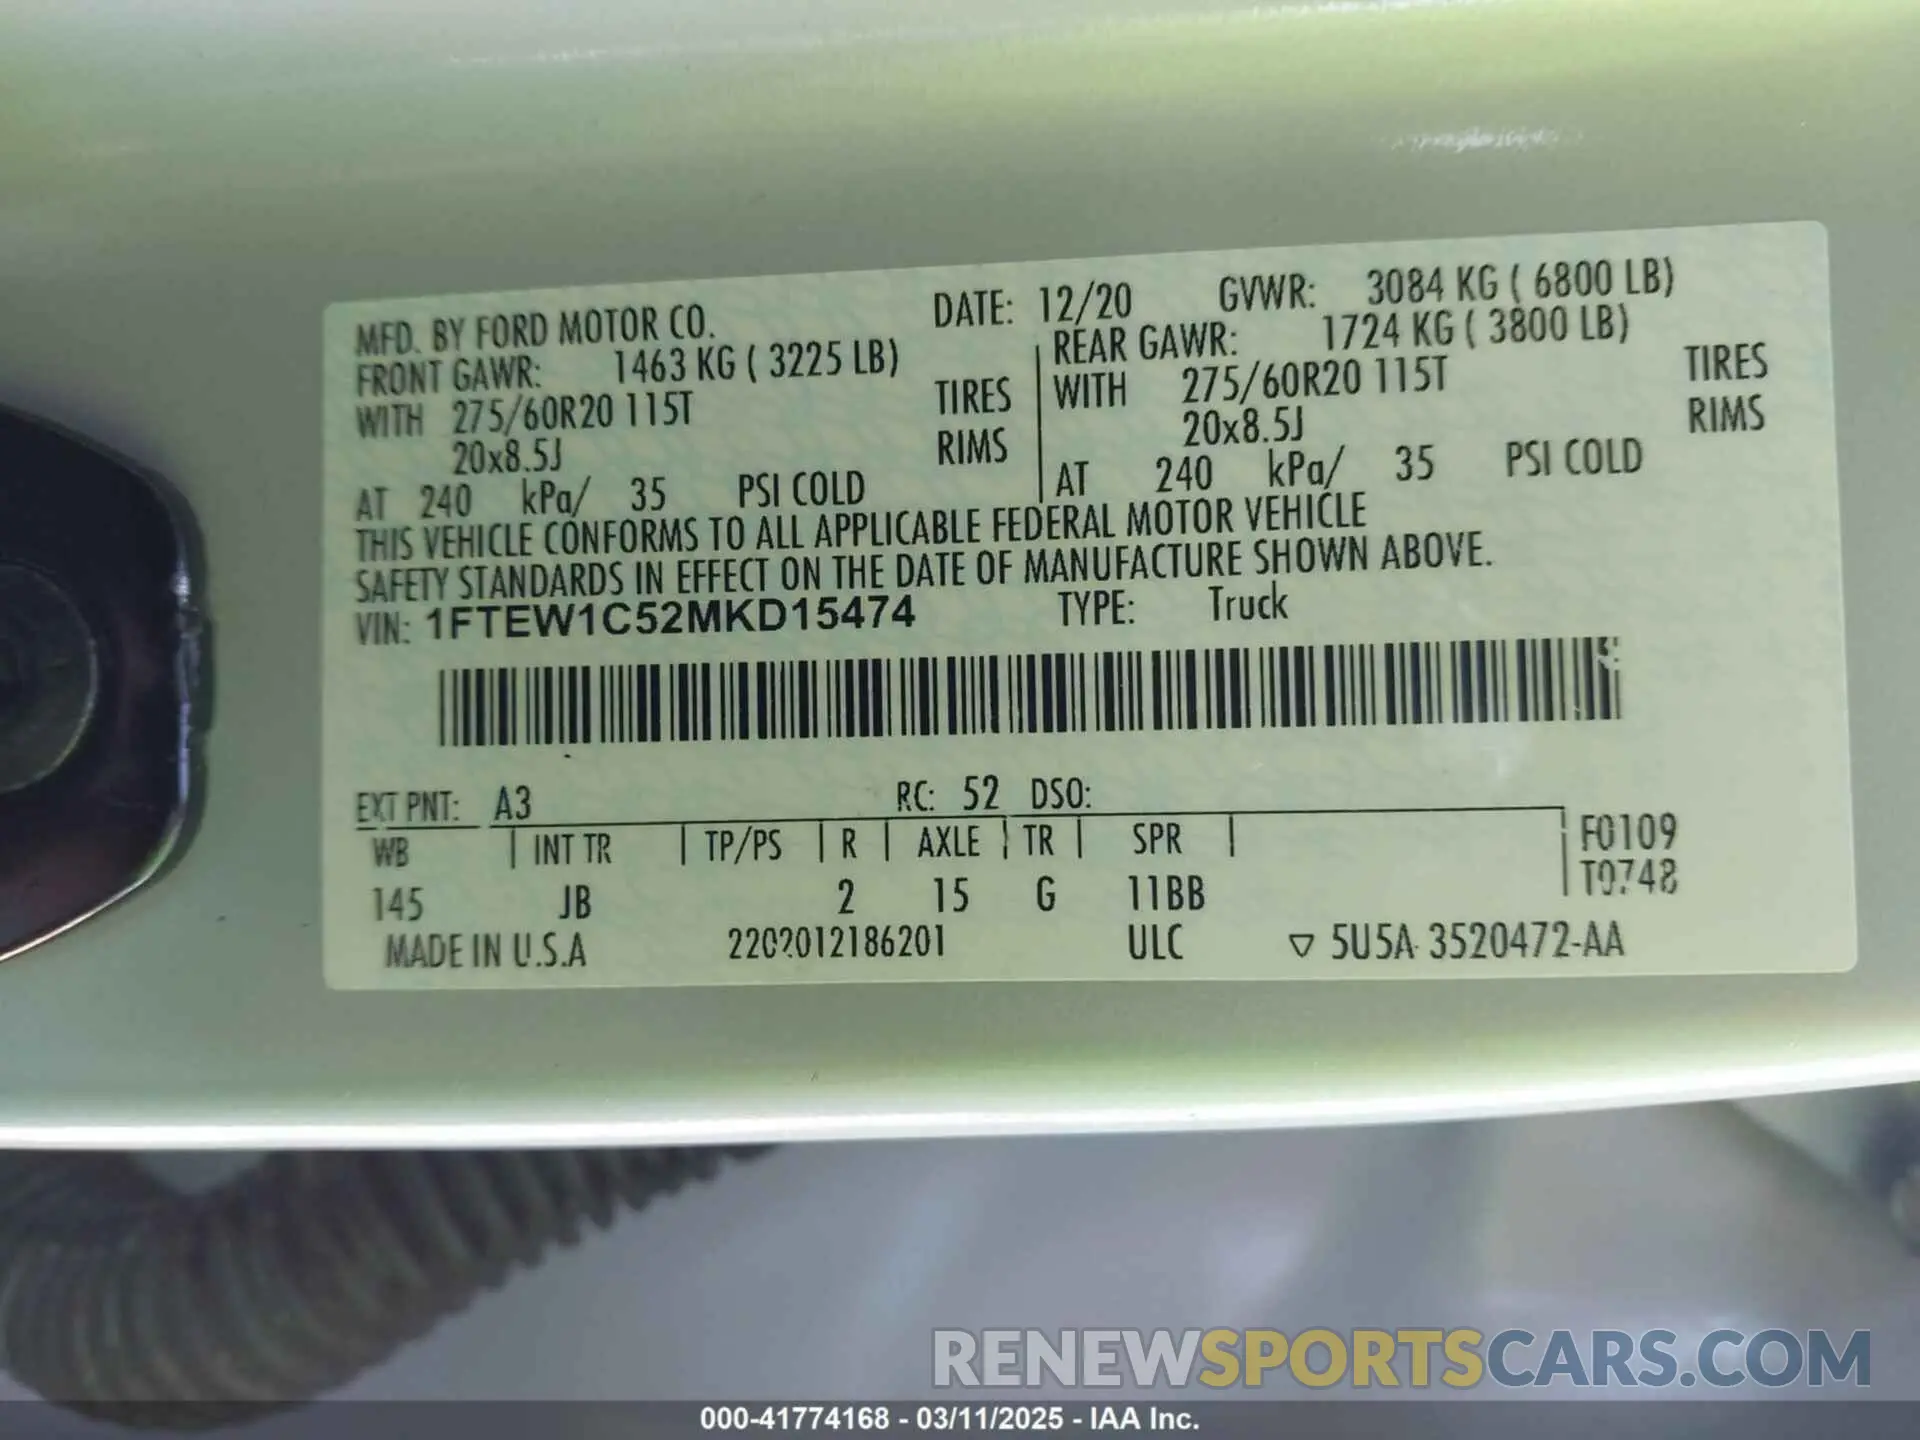 MFD. BY FORD MOTOR CO. DATE: 12/20 GVWR: 3084 KG ( 6800 LB)
FRONT GAWR: 1463 KG ( 3225 LB) REAR GAWR: 1724 KG ( 3800 LB)
WITH 275/60R20 115T TIRES WITH 275/60R20 115T TIRES
20x8.5J RIMS 20x8.5J RIMS
AT 240 kPa/ 35 PSI COLD AT 240 kPa/ 35 PSI COLD
THIS VEHICLE CONFORMS TO ALL APPLICABLE FEDERAL MOTOR VEHICLE
SAFETY STANDARDS IN EFFECT ON THE DATE OF MANUFACTURE SHOWN ABOVE.
VIN: 1FTEW1C52MKD15474 TYPE: Truck
EXT PNT: A3 RC: 52 DSO:
WB INT TR TP/PS R AXLE TR SPR F0109
145 JB 2 15 G 11BB T0748
MADE IN U.S.A 2202012186201 ULC ▽ 5U5A-3520472-AA
RENEWSPORTSCARS.COM
000-41774168 - 03/11/2025 - IAA Inc.